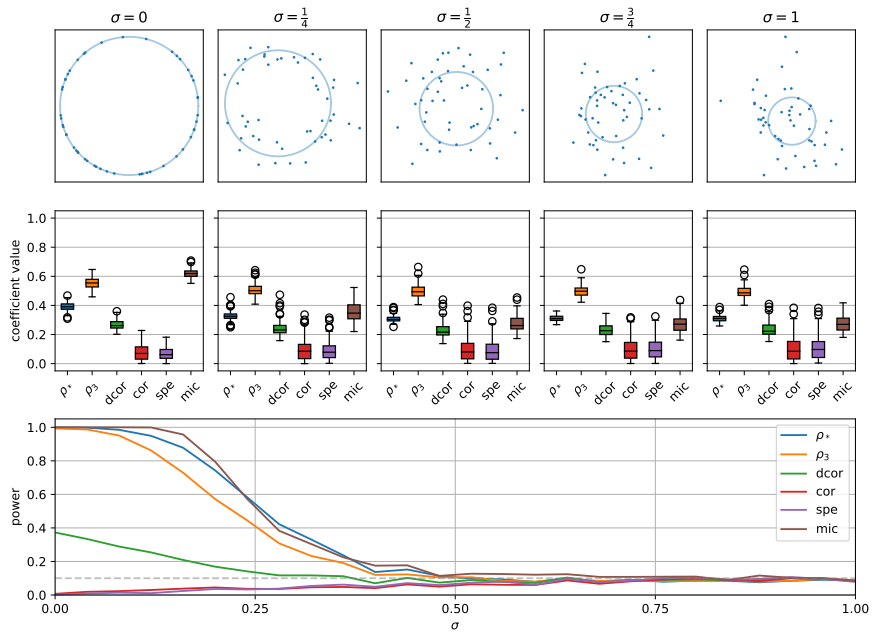 σ = 0 σ = 1/4 σ = 1/2 σ = 3/4 σ = 1
coefficient value
1.0
0.8
0.6
0.4
0.2
0.0
ρ* ρ3 dcor cor spe mic ρ* ρ3 dcor cor spe mic ρ* ρ3 dcor cor spe mic ρ* ρ3 dcor cor spe mic ρ* ρ3 dcor cor spe mic
power
1.0
0.8
0.6
0.4
0.2
0.0
ρ*
ρ3
dcor
cor
spe
mic
0.00 0.25 0.50 0.75 1.00
σ